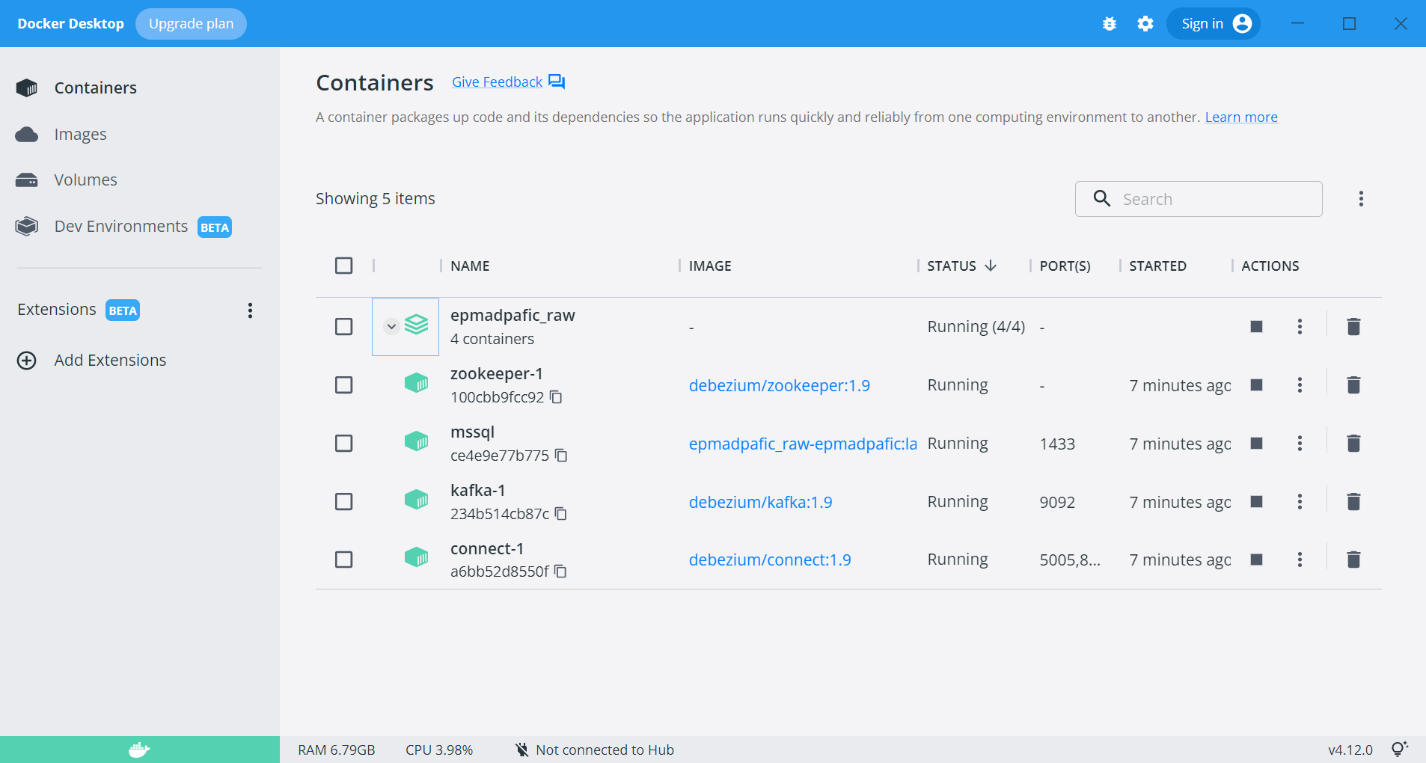 Docker Desktop Upgrade plan Sign in
Containers
Images
Volumes
Dev Environments BETA
Extensions BETA
Add Extensions
Containers Give Feedback
A container packages up code and its dependencies so the application runs quickly and reliably from one computing environment to another. Learn more
Showing 5 items Search
NAME IMAGE STATUS PORT(S) STARTED ACTIONS
epmadpafic_raw
4 containers
- Running (4/4) -
zookeeper-1
100cbb9fcc92
debezium/zookeeper:1.9 Running - 7 minutes ago
mssql
ce4e9e77b775
epmadpafic_raw-epmadpafic:la Running 1433 7 minutes ago
kafka-1
234b514cb87c
debezium/kafka:1.9 Running 9092 7 minutes ago
connect-1
a6bb52d8550f
debezium/connect:1.9 Running 5005,8... 7 minutes ago
RAM 6.79GB CPU 3.98% Not connected to Hub v4.12.0